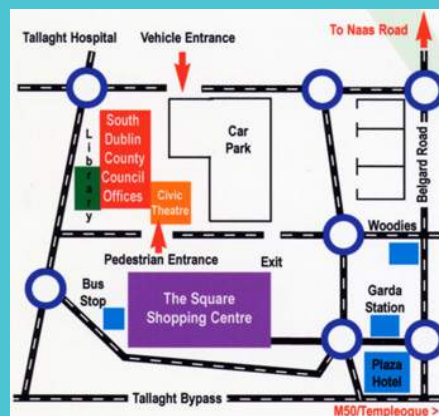 Tallaght Hospital
Vehicle Entrance
To Naas Road
Library
South
Dublin
County
Council
Offices
Civic
Theatre
Car
Park
Belgard Road
Woodies
Pedestrian Entrance
Exit
Bus
Stop
The Square
Shopping Centre
Garda
Station
Plaza
Hotel
Tallaght Bypass
M50/Templeogue >